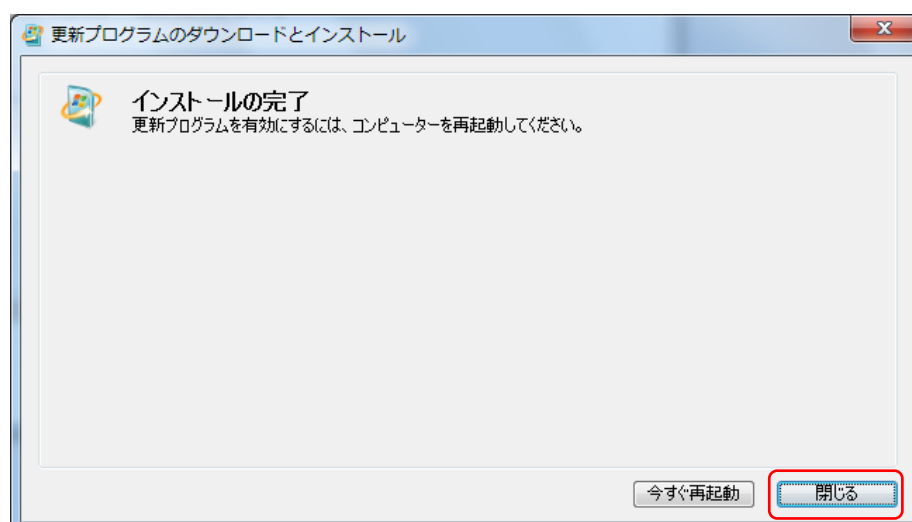 更新プログラムのダウンロードとインストール
インストールの完了
更新プログラムを有効にするには、コンピューターを再起動してください。
今すぐ再起動
閉じる